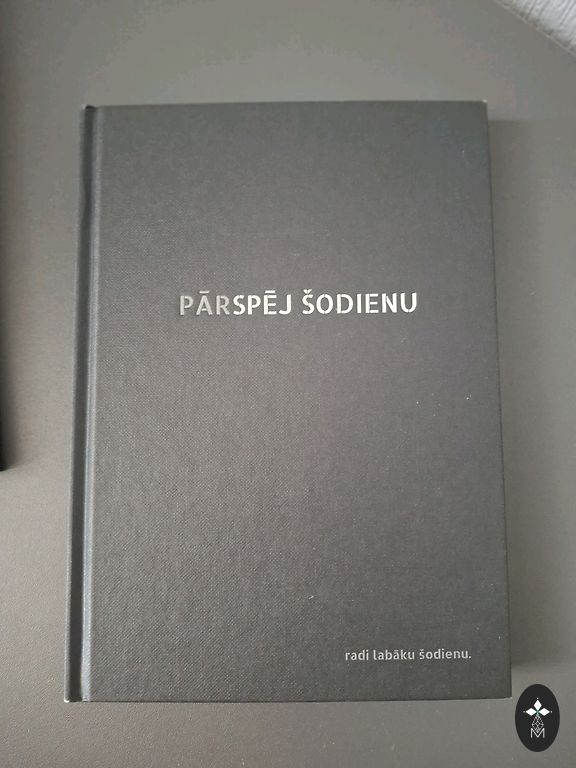 PĀRSPĒJ ŠODIENU
radi labāku šodienu.
M